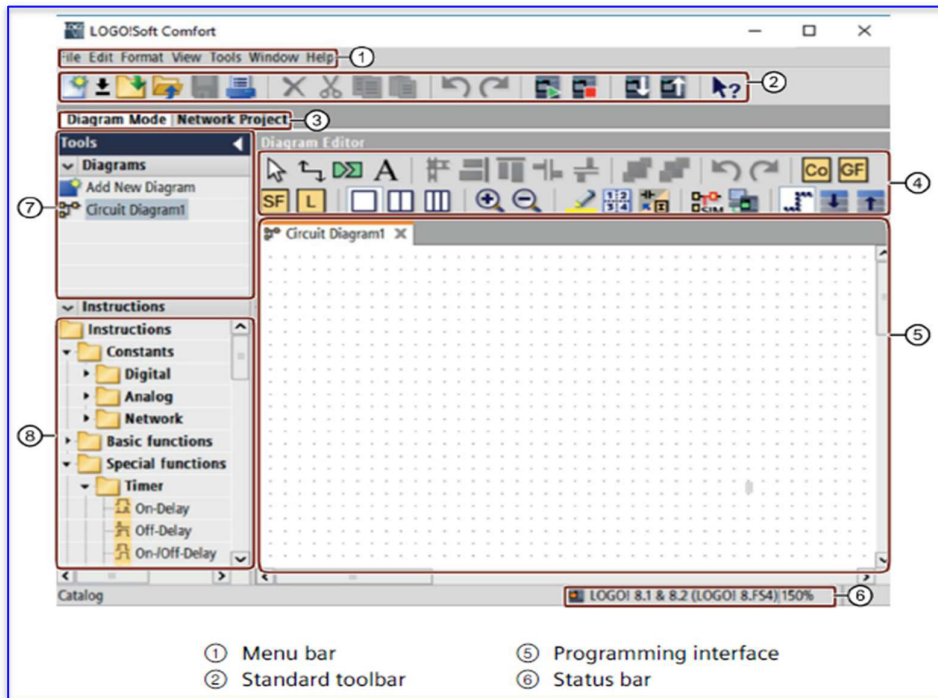 LOGO!Soft Comfort
File Edit Format View Tools Window Help ①
②
Diagram Mode Network Project ③
Tools
Diagram Editor
Diagrams
Add New Diagram
Circuit Diagram1
⑦
A
Co GF
④
SF L
Circuit Diagram1
⑤
Instructions
Instructions
Constants
Digital
Analog
Network
⑧
Basic functions
Special functions
Timer
On-Delay
Off-Delay
On-/Off-Delay
Catalog
LOGO! 8.1 & 8.2 (LOGO! 8.FS4) 150% ⑥
① Menu bar
⑤ Programming interface
② Standard toolbar
⑥ Status bar